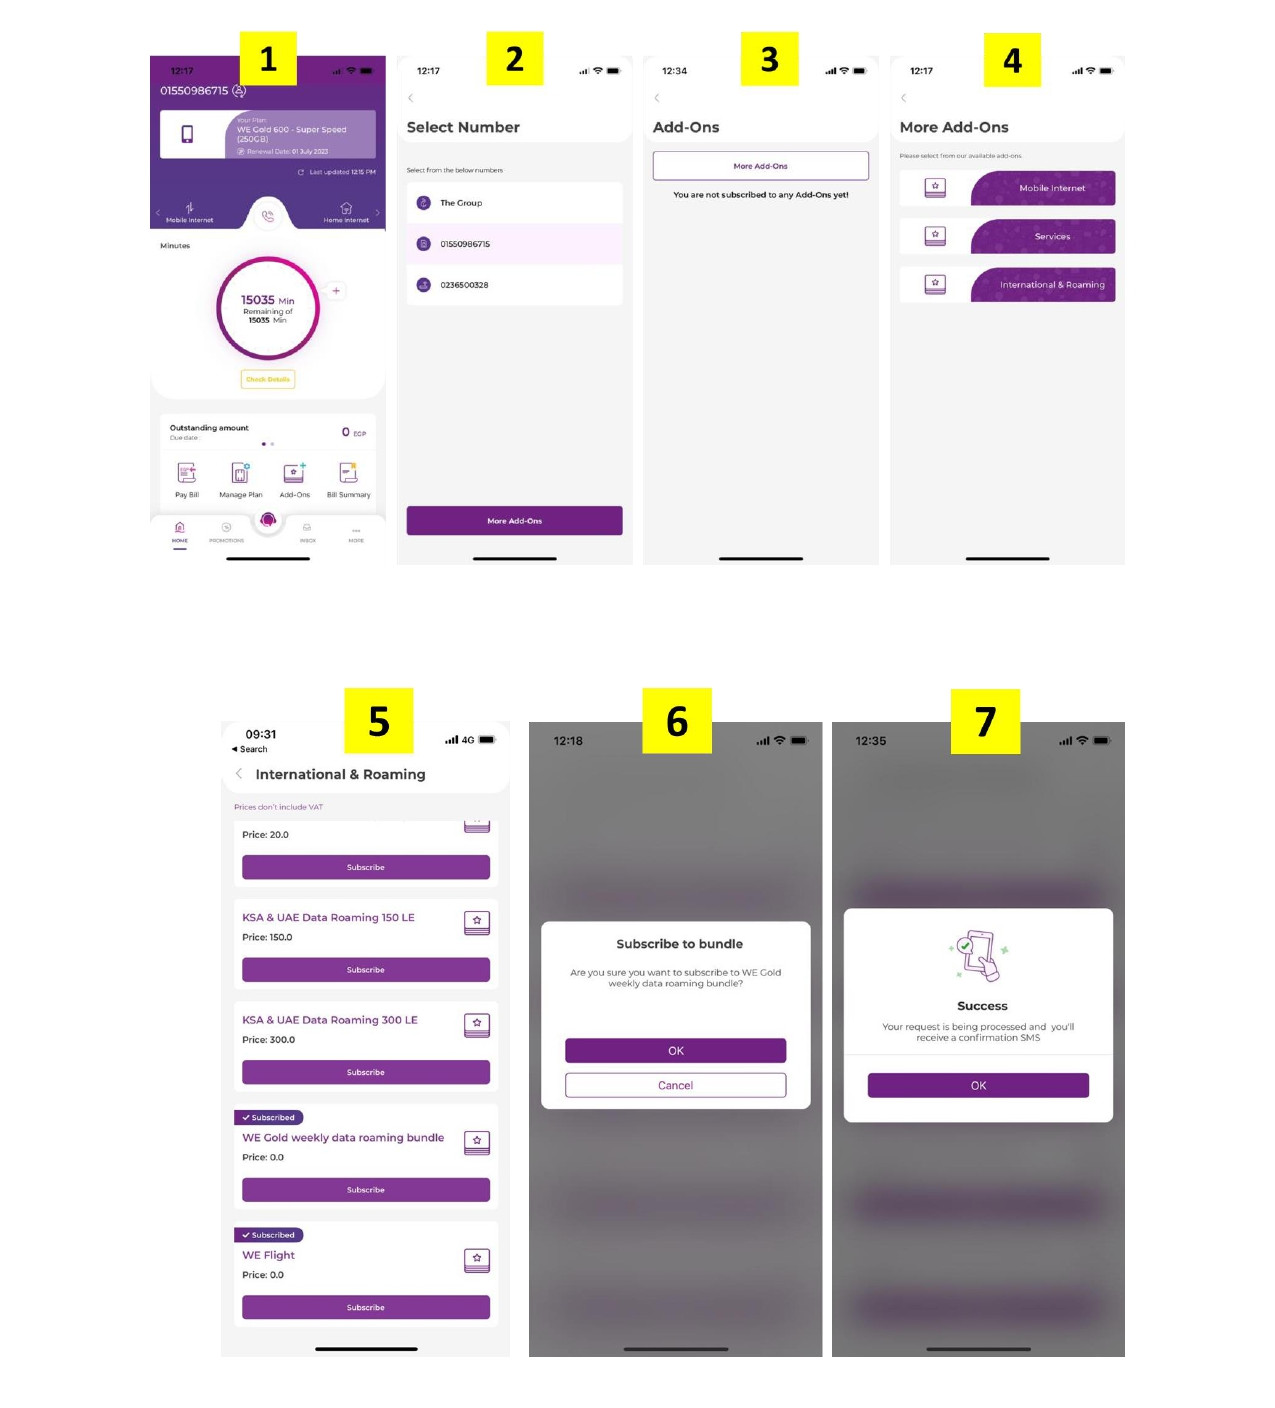 1
12:17
01550986715
Your Plan:
WE Gold 600 - Super Speed
(250GB)
Renewal Date: 01 July 2023
Last updated 12:15 PM
Mobile Internet
Home Internet
Minutes
15035 Min
Remaining of
15035 Min
+
Check Details
Outstanding amount
Due date :
0 EGP
Pay Bill
Manage Plan
Add-Ons
Bill Summary
HOME
PROMOTIONS
INBOX
MORE
2
12:17
Select Number
Select from the below numbers
The Group
01550986715
0236500328
More Add-Ons
3
12:34
Add-Ons
More Add-Ons
You are not subscribed to any Add-Ons yet!
4
12:17
More Add-Ons
Please select from our available add-ons
Mobile Internet
Services
International & Roaming
5
09:31
Search
4G
International & Roaming
Prices don't include VAT
Price: 20.0
Subscribe
KSA & UAE Data Roaming 150 LE
Price: 150.0
Subscribe
KSA & UAE Data Roaming 300 LE
Price: 300.0
Subscribe
Subscribed
WE Gold weekly data roaming bundle
Price: 0.0
Subscribe
Subscribed
WE Flight
Price: 0.0
Subscribe
6
12:18
Subscribe to bundle
Are you sure you want to subscribe to WE Gold
weekly data roaming bundle?
OK
Cancel
7
12:35
Success
Your request is being processed and you'll
receive a confirmation SMS
OK